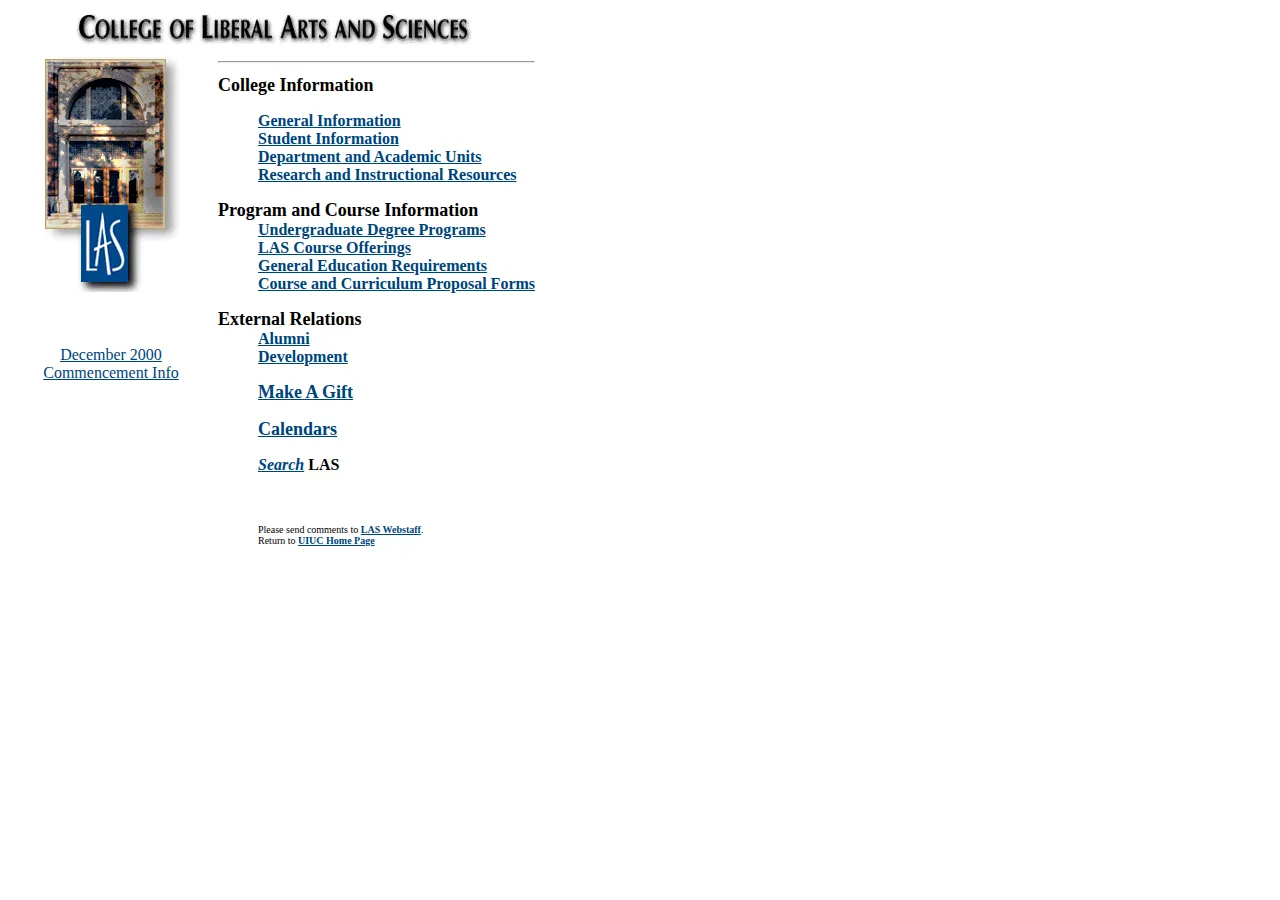 College of Liberal Arts and Sciences
College Information
General Information
Student Information
Department and Academic Units
Research and Instructional Resources
Program and Course Information
Undergraduate Degree Programs
LAS Course Offerings
General Education Requirements
Course and Curriculum Proposal Forms
External Relations
Alumni
Development
Make A Gift
Calendars
Search LAS
Please send comments to LAS Webstaff.
Return to UIUC Home Page
LAS
December 2000
Commencement Info